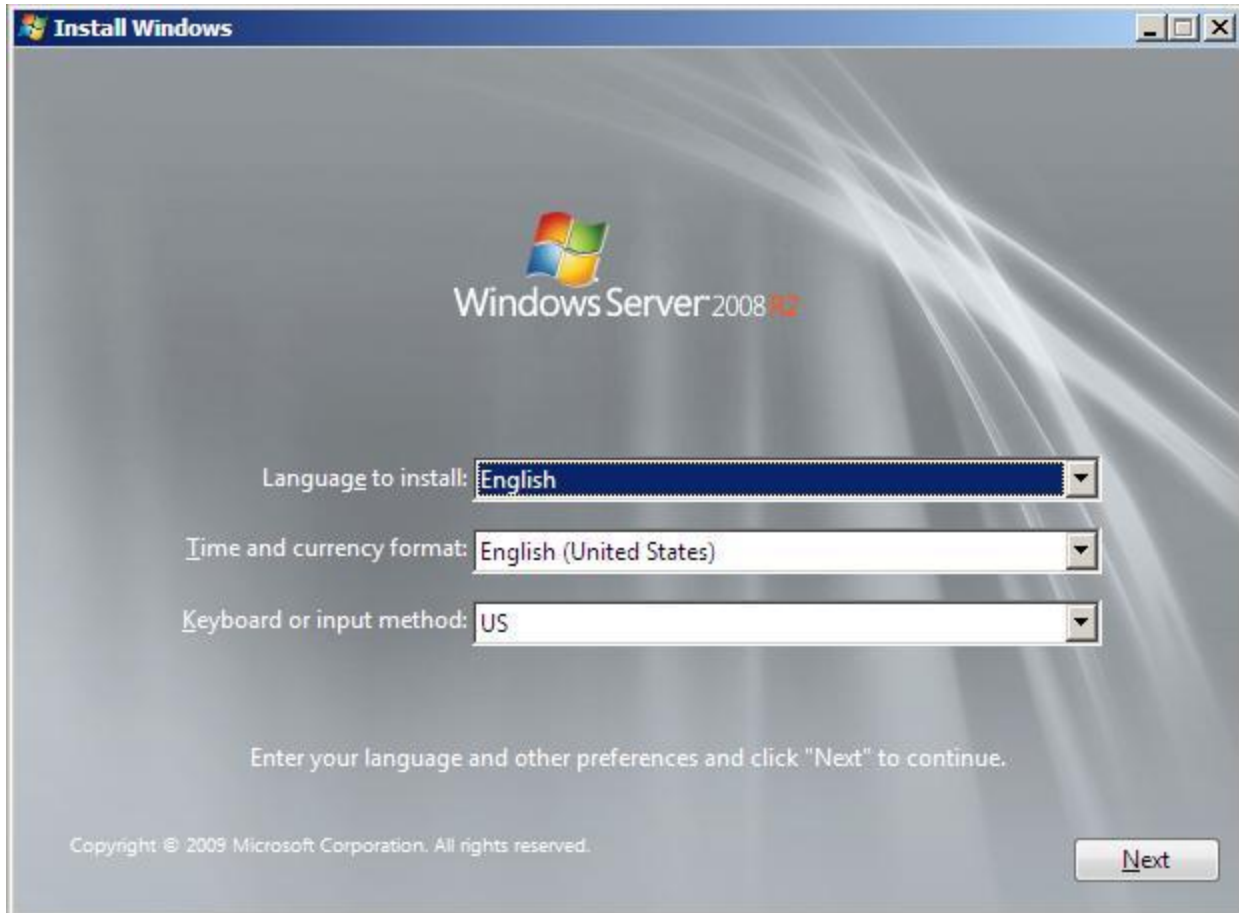 Install Windows
Windows Server 2008 R2
Language to install: English
Time and currency format: English (United States)
Keyboard or input method: US
Enter your language and other preferences and click "Next" to continue.
Copyright © 2009 Microsoft Corporation. All rights reserved.
Next